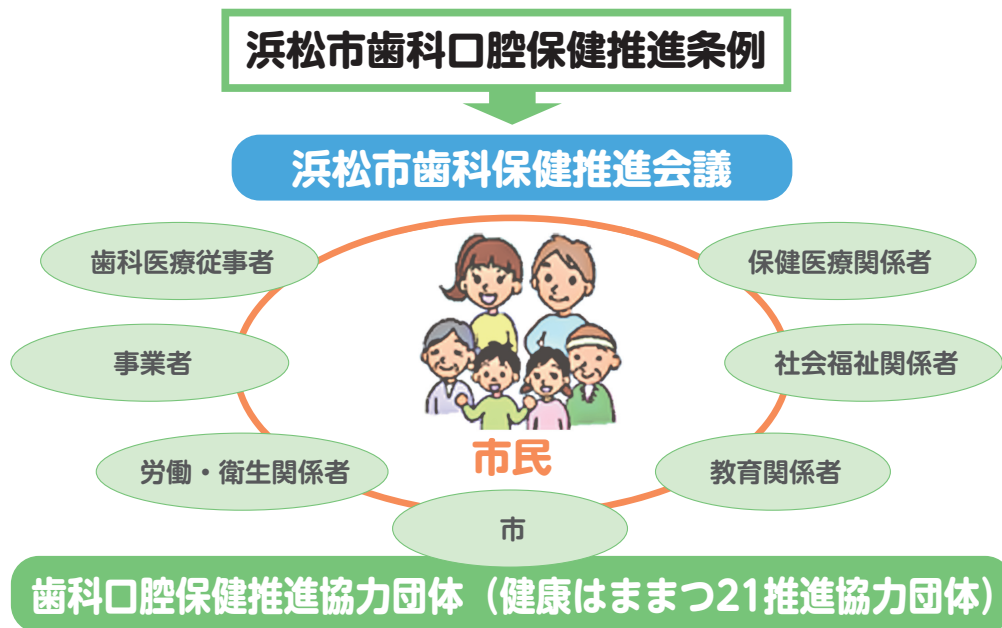 浜松市歯科口腔保健推進条例
浜松市歯科保健推進会議
歯科医療従事者
保健医療関係者
事業者
社会福祉関係者
労働・衛生関係者
市民
教育関係者
市
歯科口腔保健推進協力団体（健康はままつ21推進協力団体）